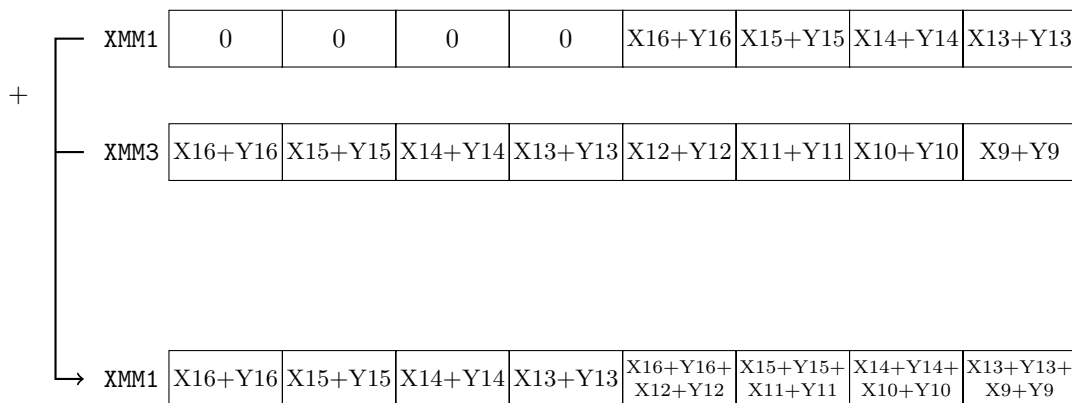 XMM1 0 0 0 0 X16+Y16 X15+Y15 X14+Y14 X13+Y13
+
XMM3 X16+Y16 X15+Y15 X14+Y14 X13+Y13 X12+Y12 X11+Y11 X10+Y10 X9+Y9
XMM1 X16+Y16 X15+Y15 X14+Y14 X13+Y13 X16+Y16+ X15+Y15+ X14+Y14+ X13+Y13+
X12+Y12 X11+Y11 X10+Y10 X9+Y9